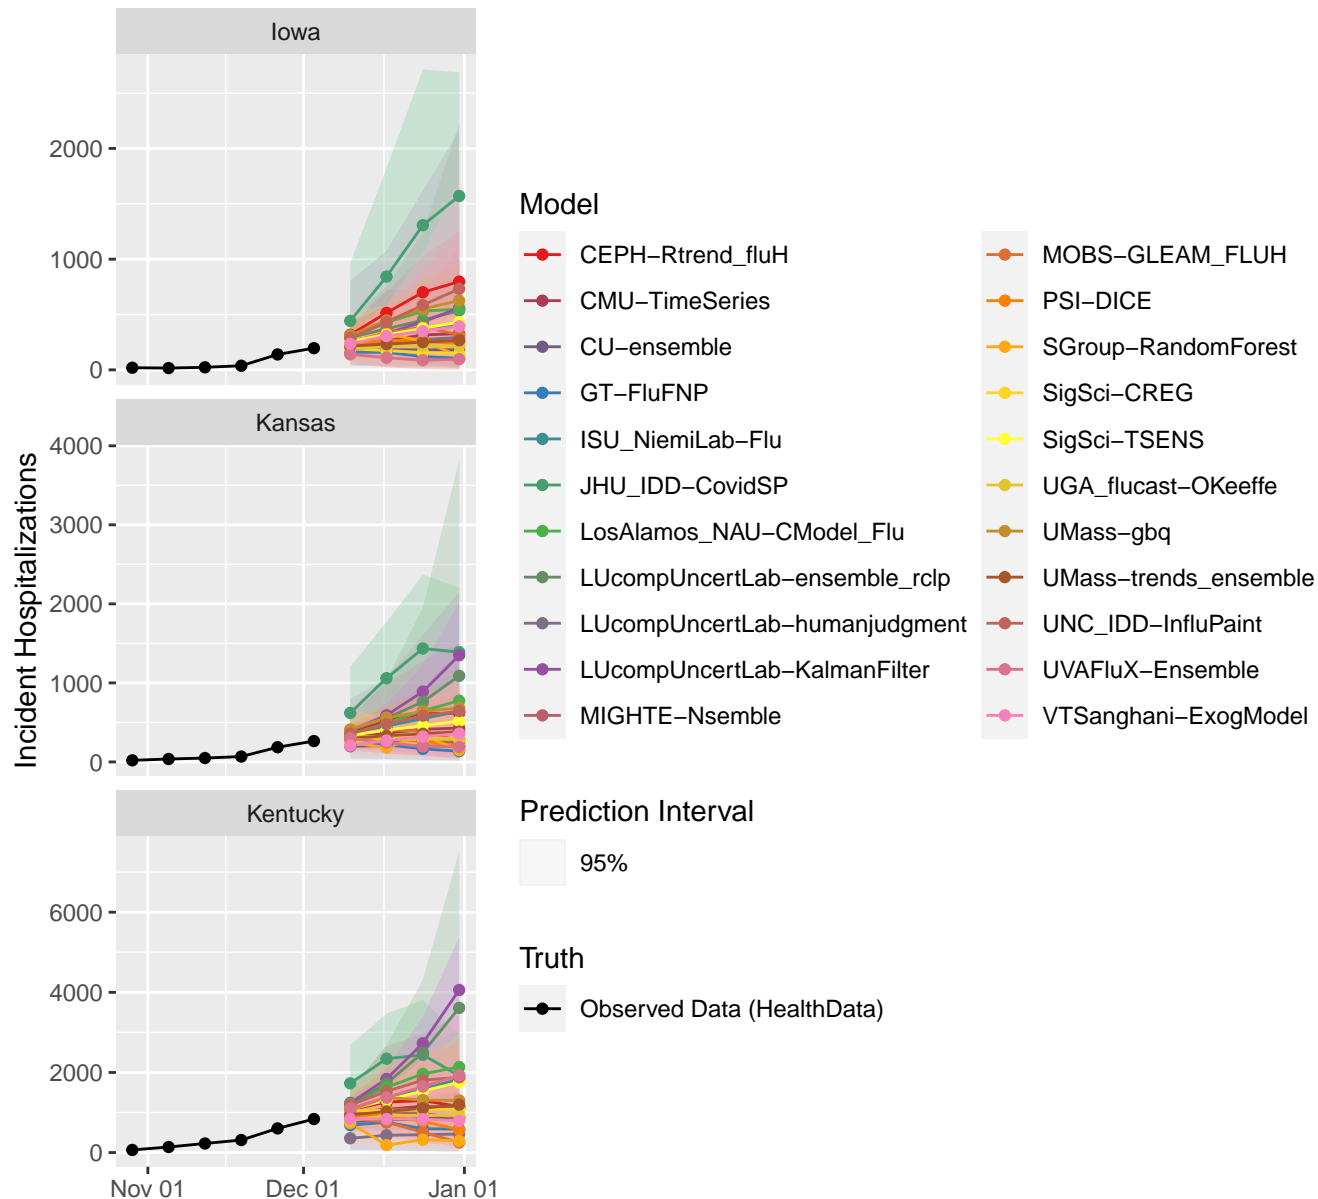 Iowa
2000
1000
0
Kansas
4000
3000
2000
1000
0
Kentucky
6000
4000
2000
0
Nov 01
Dec 01
Jan 01
Incident Hospitalizations
Model
CEPH−Rtrend_fluH
CMU−TimeSeries
CU−ensemble
GT−FluFNP
ISU_NiemiLab−Flu
JHU_IDD−CovidSP
LosAlamos_NAU−CModel_Flu
LUcompUncertLab−ensemble_rclp
LUcompUncertLab−humanjudgment
LUcompUncertLab−KalmanFilter
MIGHTE−Nsemble
MOBS−GLEAM_FLUH
PSI−DICE
SGroup−RandomForest
SigSci−CREG
SigSci−TSENS
UGA_flucast−OKeeffe
UMass−gbq
UMass−trends_ensemble
UNC_IDD−InfluPaint
UVAFluX−Ensemble
VTSanghani−ExogModel
Prediction Interval
95%
Truth
Observed Data (HealthData)